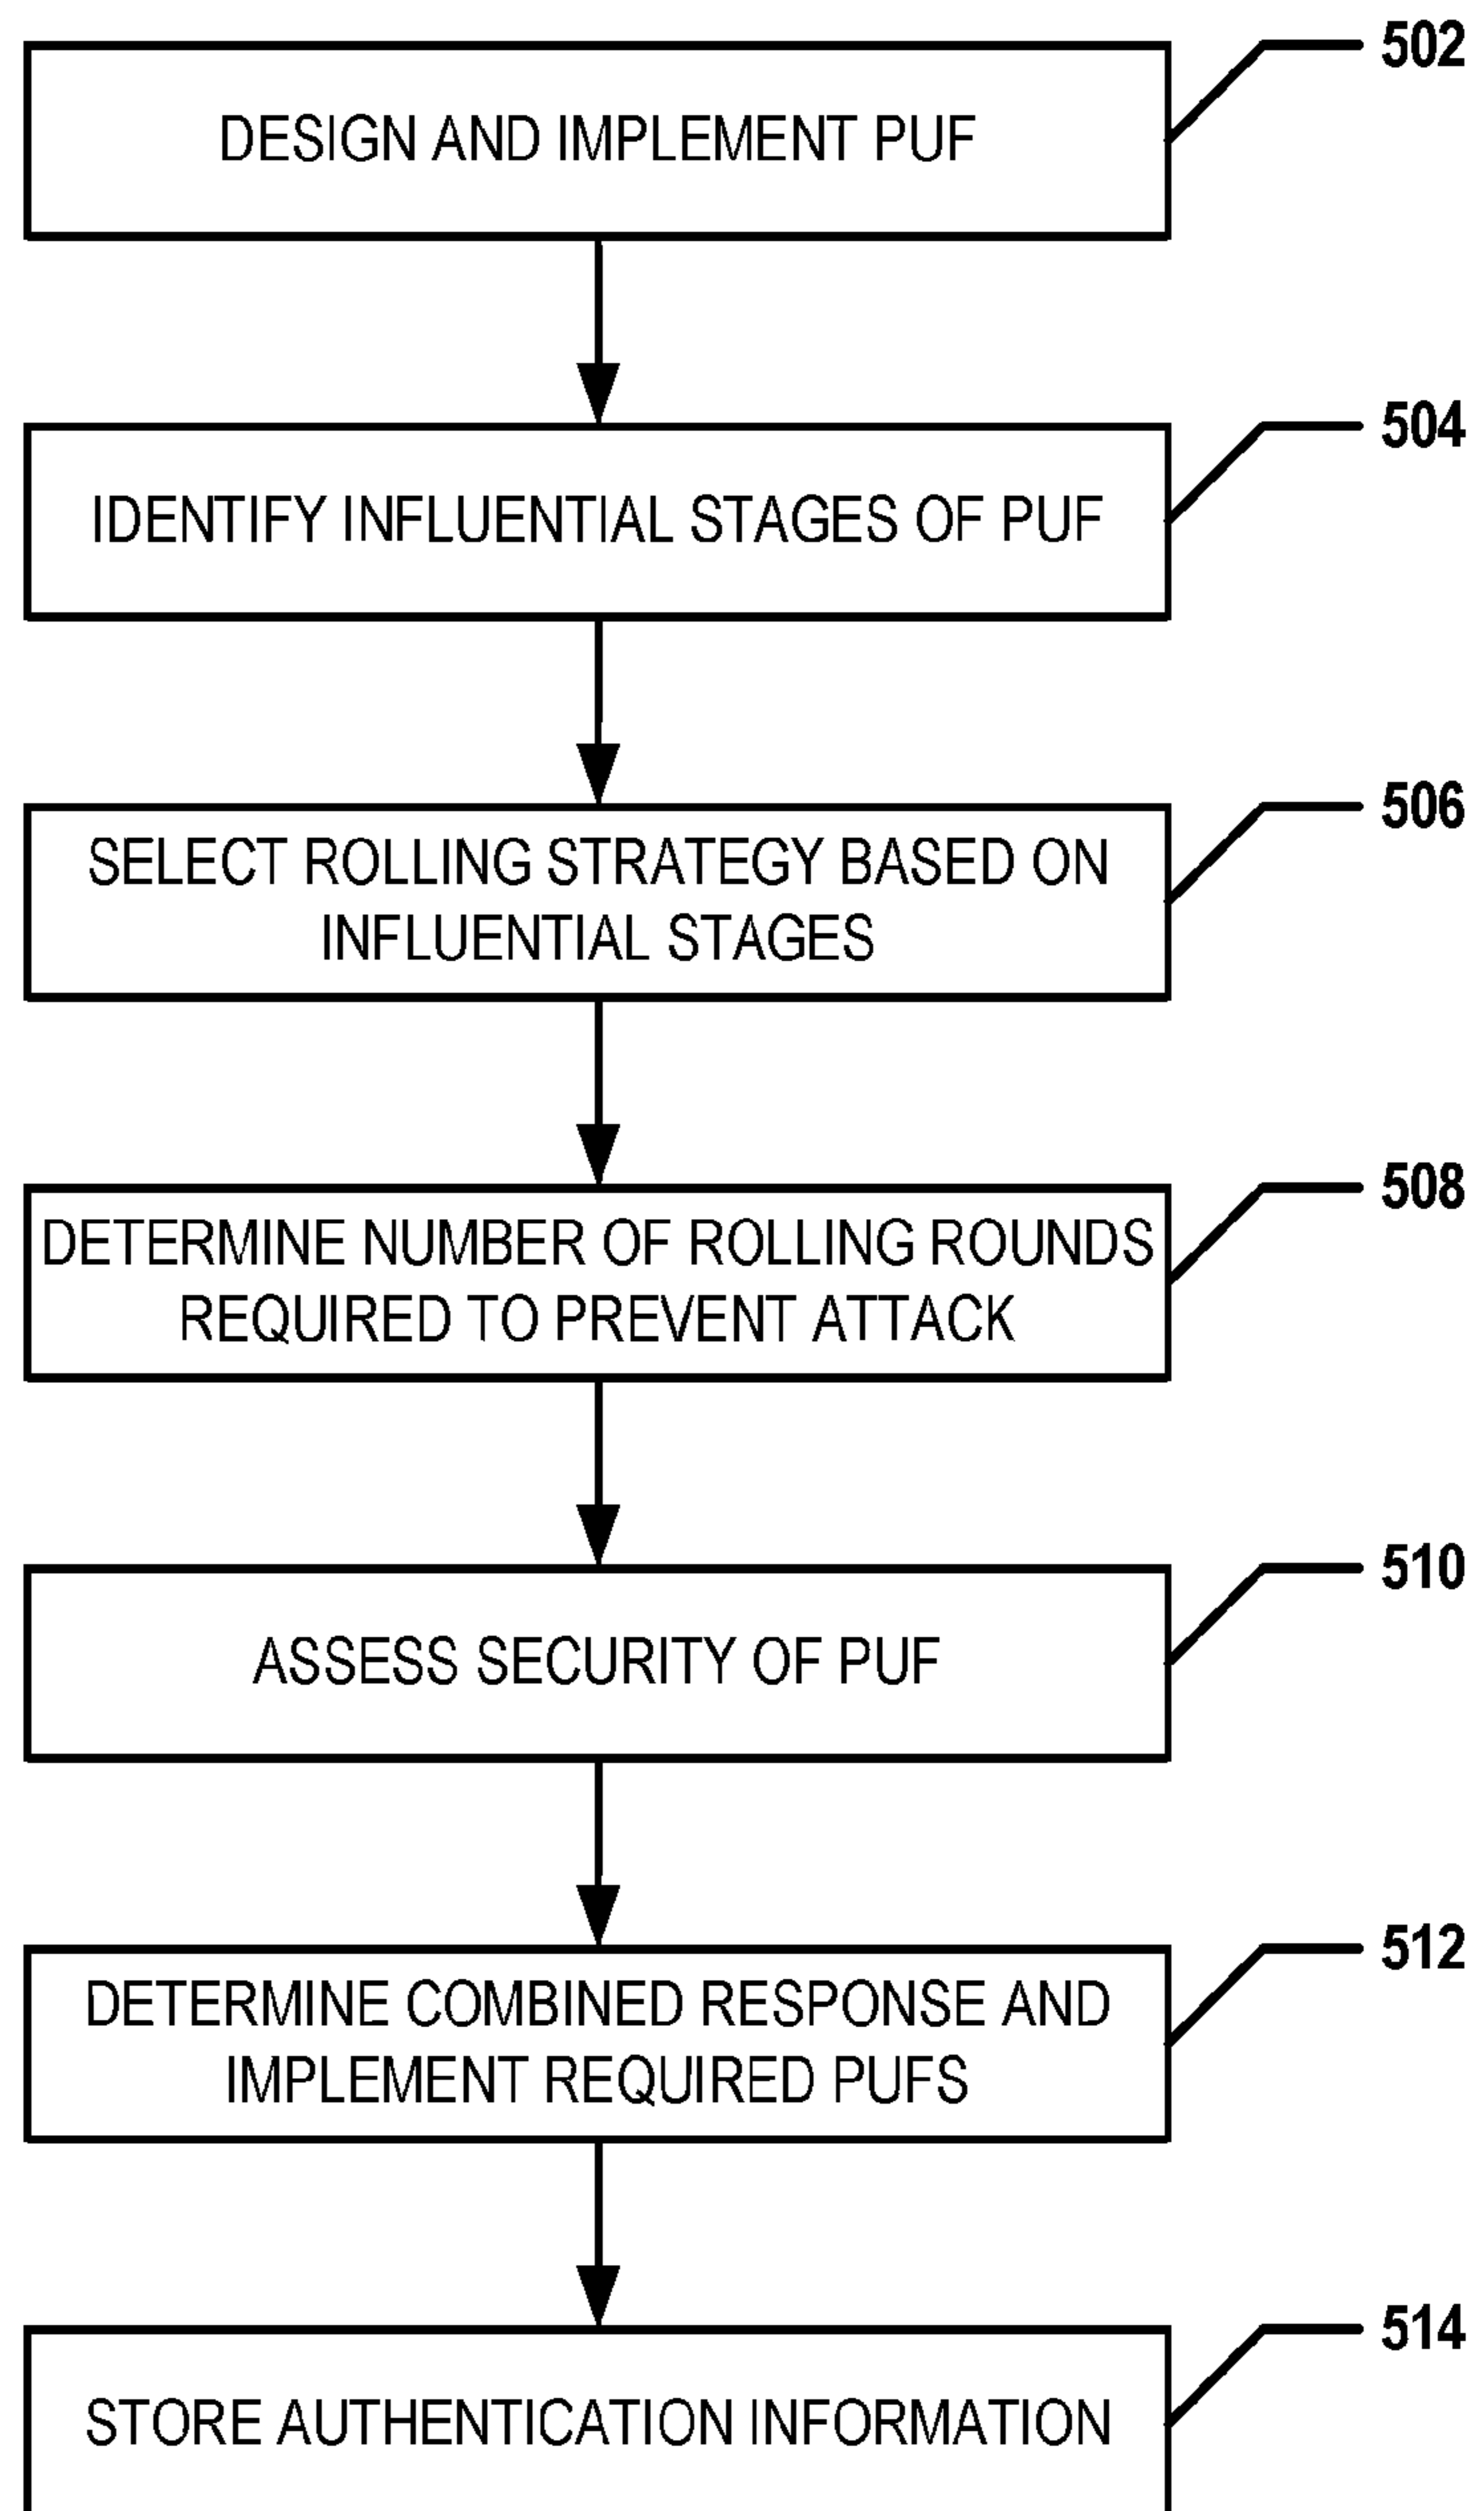 502
DESIGN AND IMPLEMENT PUF
504
IDENTIFY INFLUENTIAL STAGES OF PUF
506
SELECT ROLLING STRATEGY BASED ON
INFLUENTIAL STAGES
508
DETERMINE NUMBER OF ROLLING ROUNDS
REQUIRED TO PREVENT ATTACK
510
ASSESS SECURITY OF PUF
512
DETERMINE COMBINED RESPONSE AND
IMPLEMENT REQUIRED PUFS
514
STORE AUTHENTICATION INFORMATION